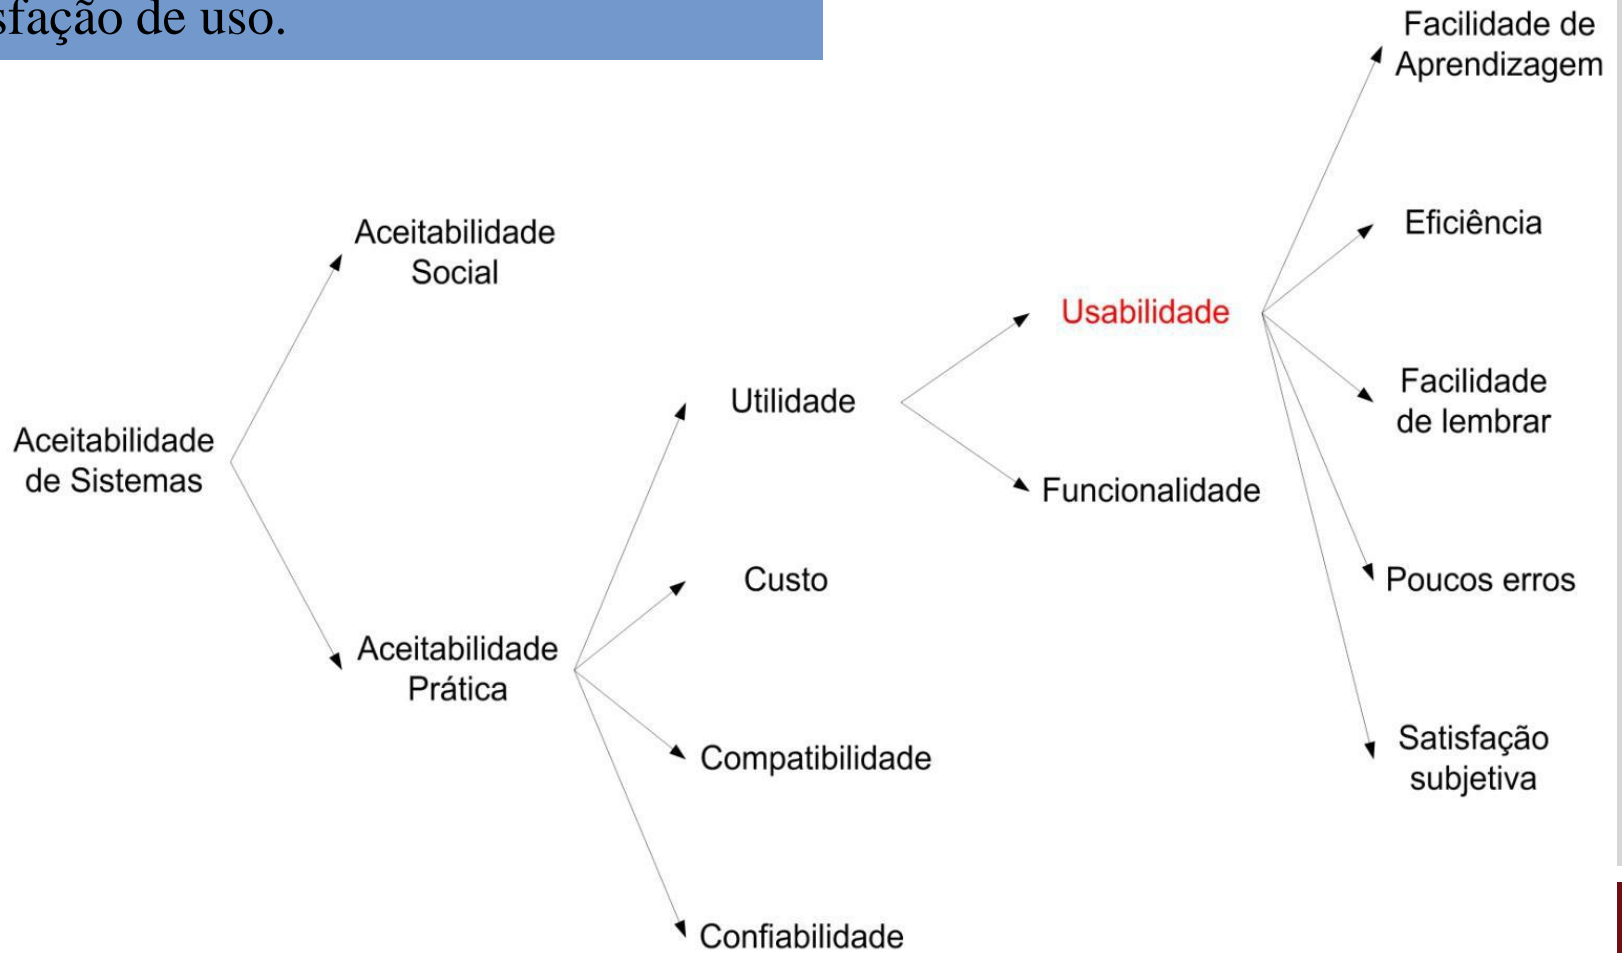 de uso.
Facilidade de
Aprendizagem
Eficiência
Aceitabilidade
Social
Usabilidade
Facilidade
de lembrar
Utilidade
Aceitabilidade
de Sistemas
Funcionalidade
Custo
Poucos erros
Aceitabilidade
Prática
Compatibilidade
Satisfação
subjetiva
Confiabilidade